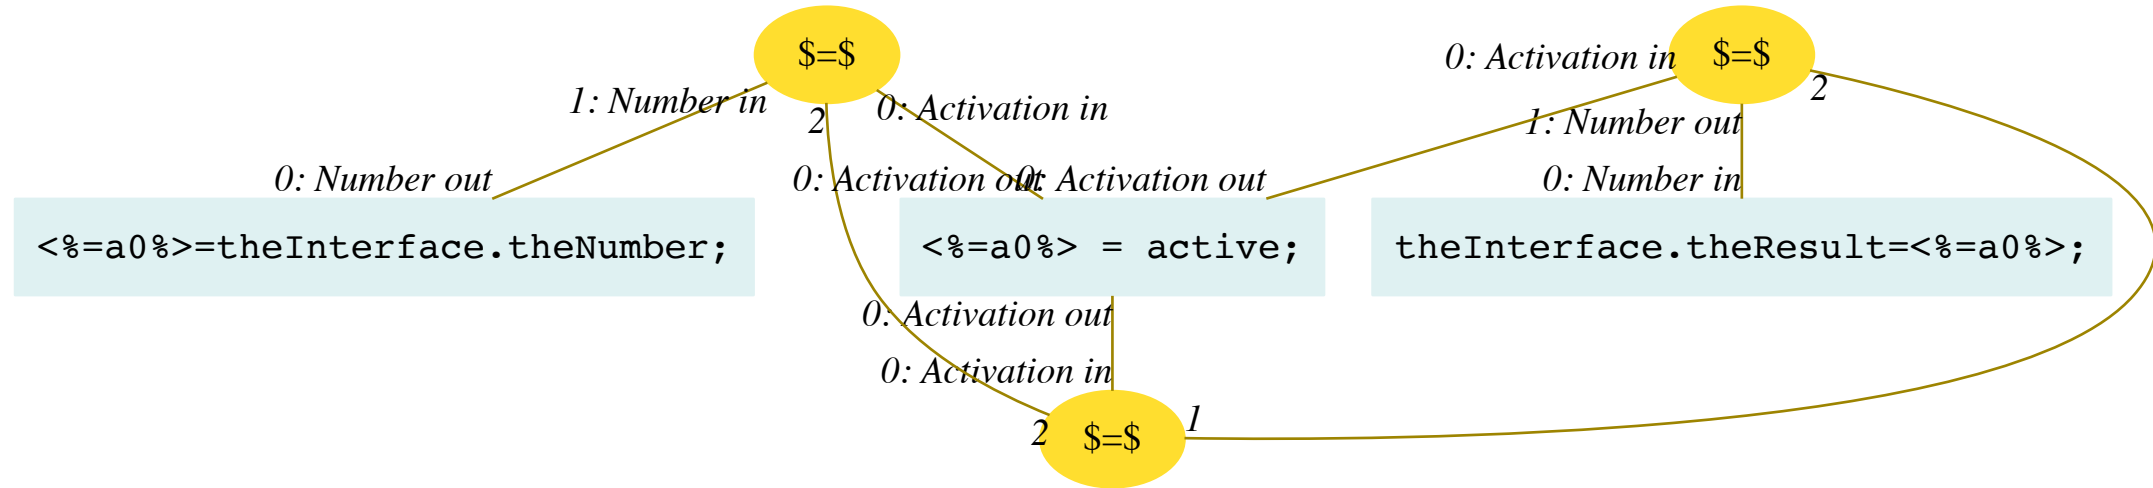 $=$
$=$
0: Activation in
2
1: Number in
2
0: Activation in
1: Number out
0: Number out
0: Activation out
0: Activation out
0: Number in
<%=a0%>=theInterface.theNumber;
<%=a0%> = active;
theInterface.theResult=<%=a0%>;
0: Activation out
0: Activation in
2
$=$
1